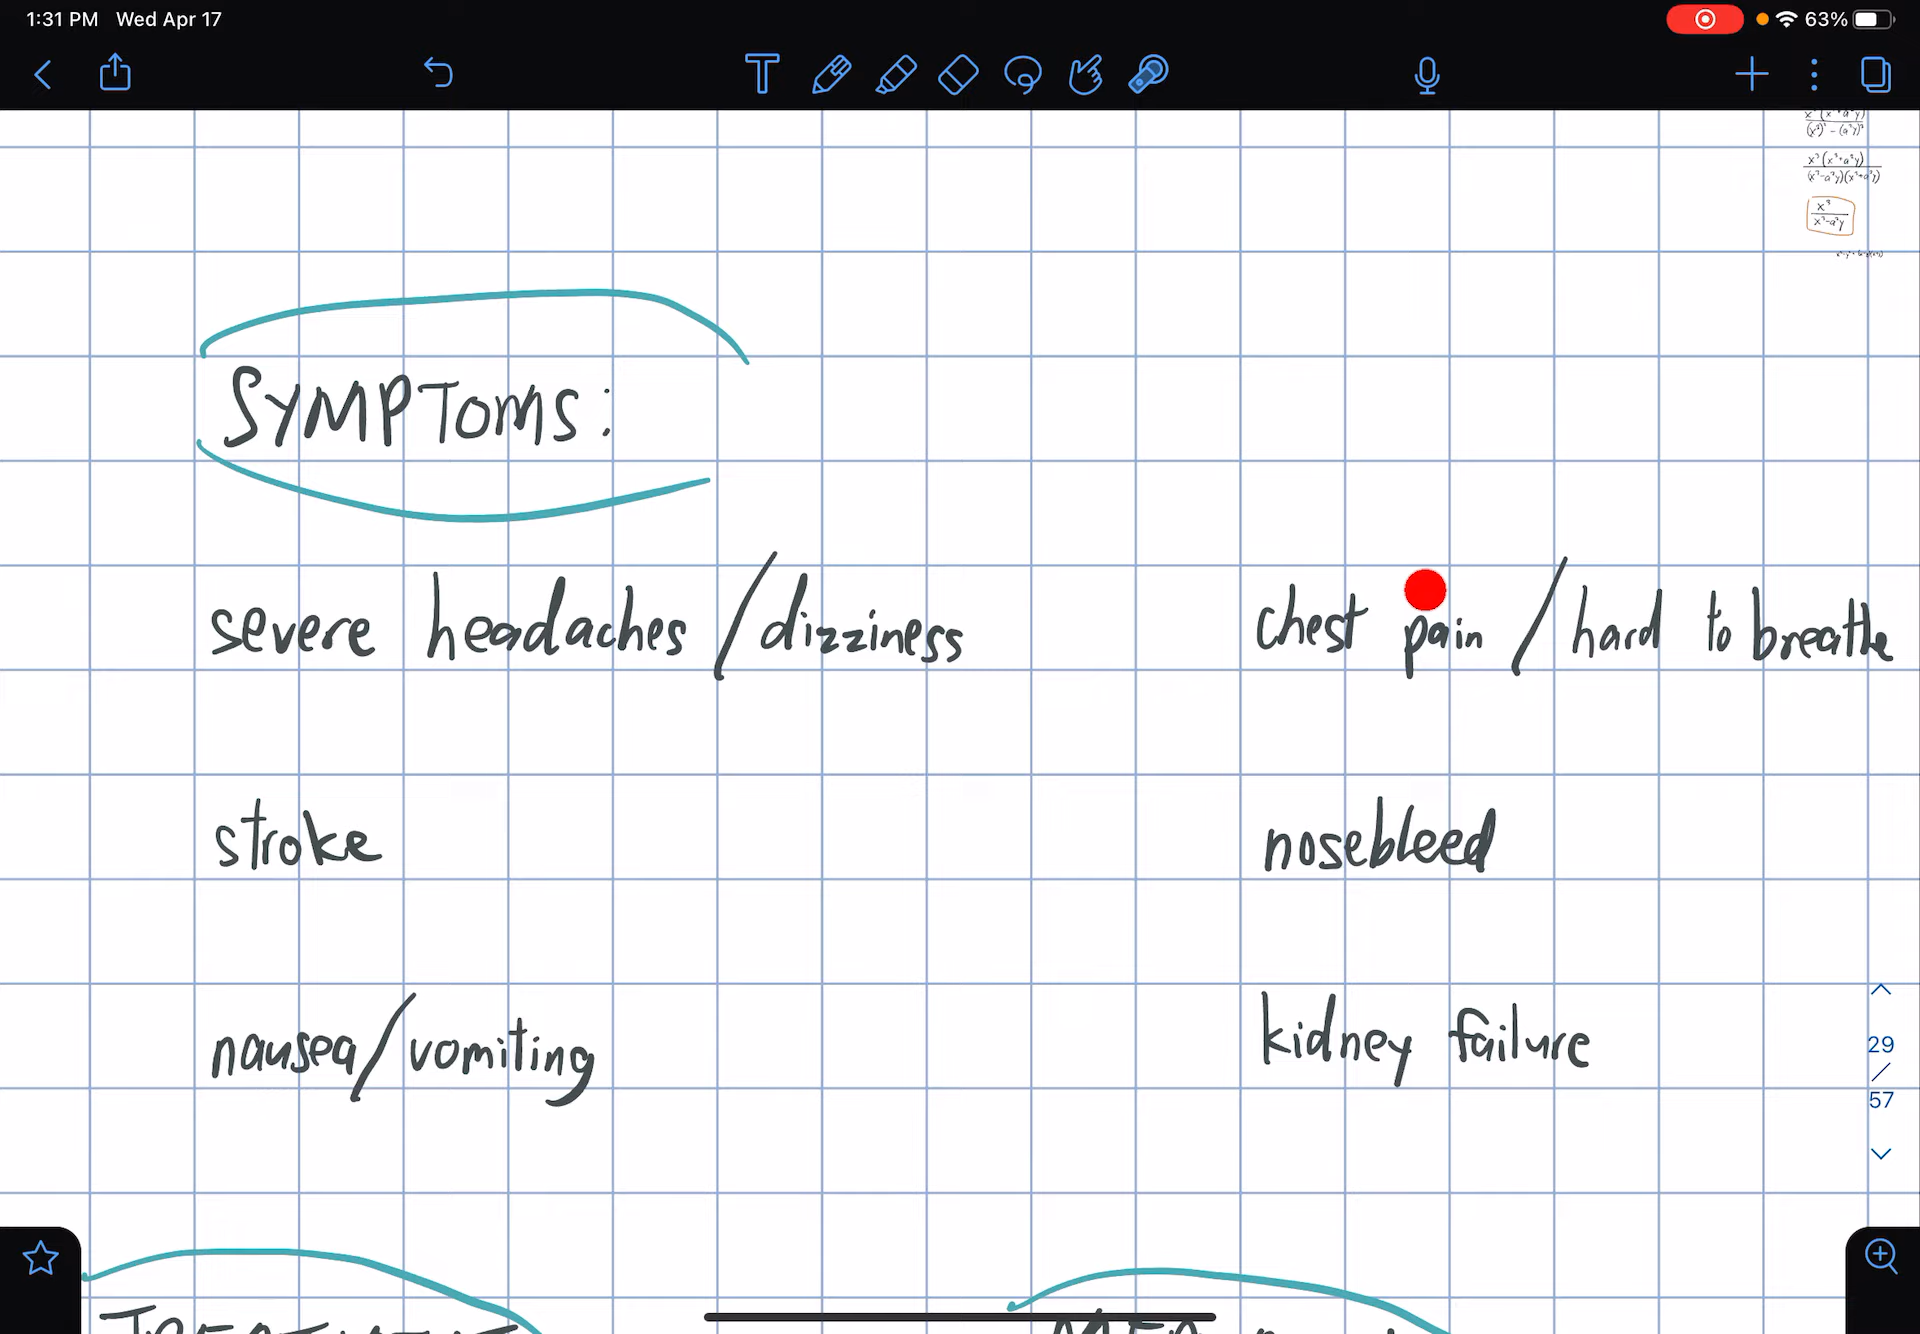 1:31 PM Wed Apr 17
63%
SYMPTOMS:
severe headaches/dizziness
chest pain/hard to breathe
stroke
nosebleed
nausea/vomiting
kidney failure
29
/
57